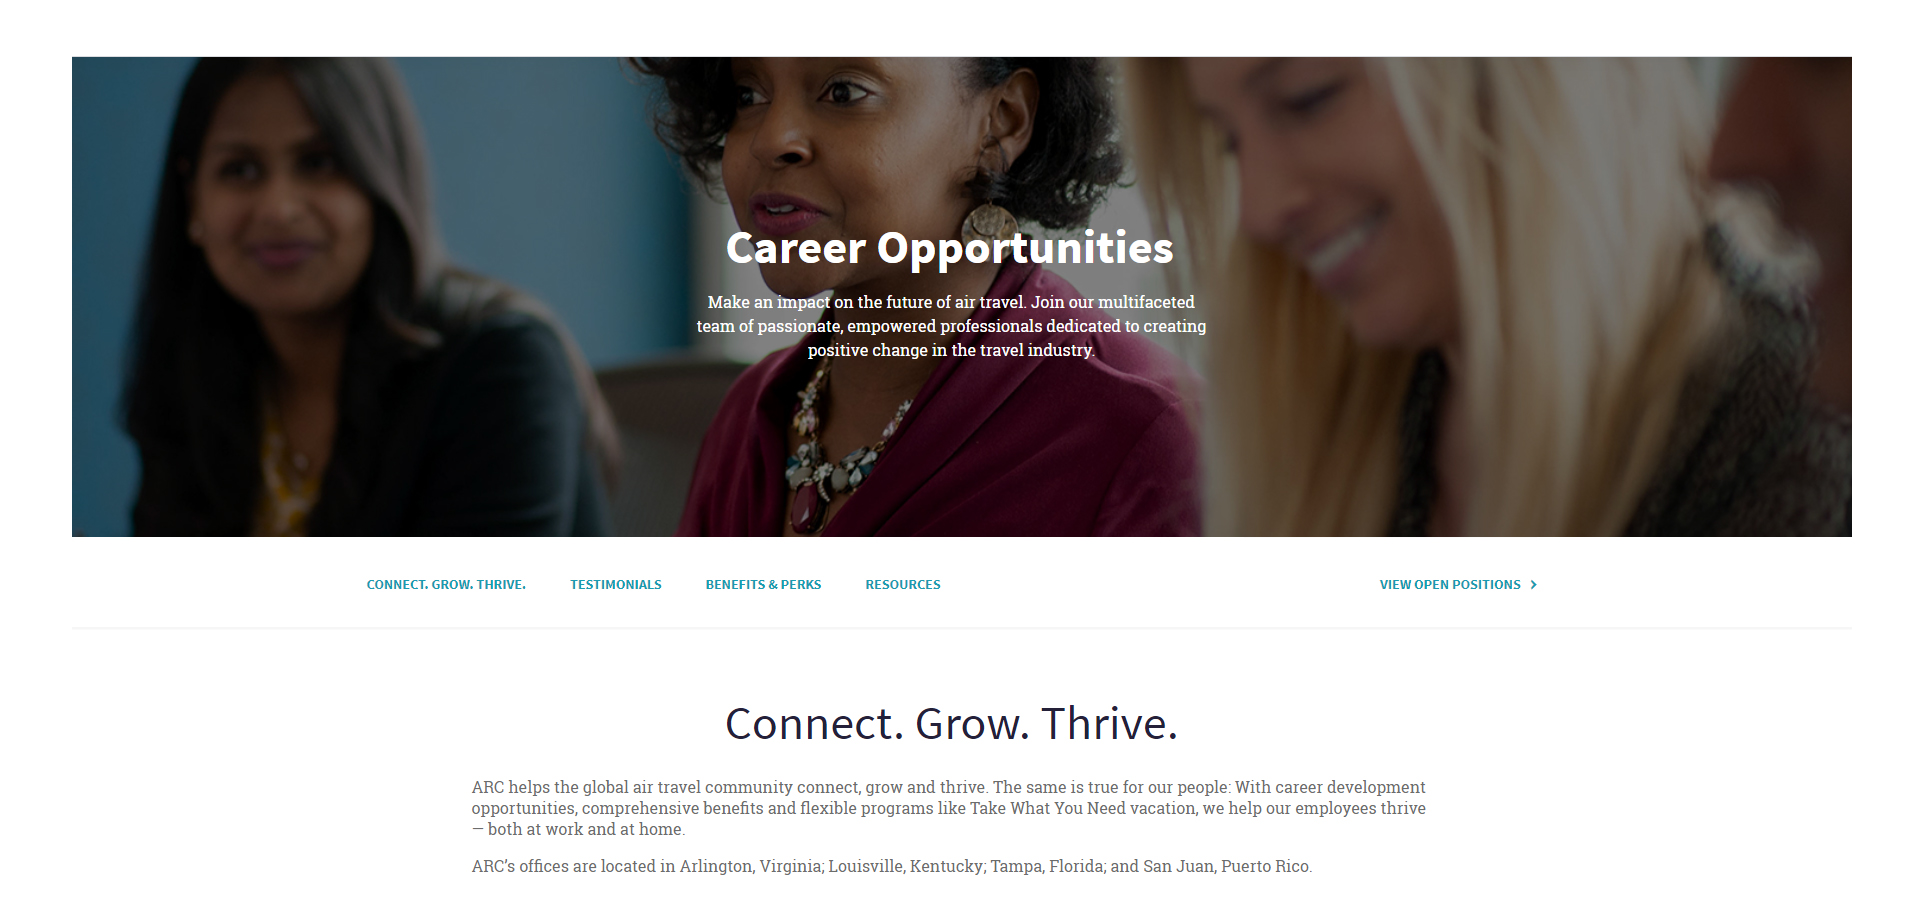 Career Opportunities
Make an impact on the future of air travel. Join our multifaceted
team of passionate, empowered professionals dedicated to creating
positive change in the travel industry.
CONNECT. GROW. THRIVE.
TESTIMONIALS
BENEFITS & PERKS
RESOURCES
VIEW OPEN POSITIONS
Connect. Grow. Thrive.
ARC helps the global air travel community connect, grow and thrive. The same is true for our people: With career development
opportunities, comprehensive benefits and flexible programs like Take What You Need vacation, we help our employees thrive
— both at work and at home.
ARC’s offices are located in Arlington, Virginia; Louisville, Kentucky; Tampa, Florida; and San Juan, Puerto Rico.